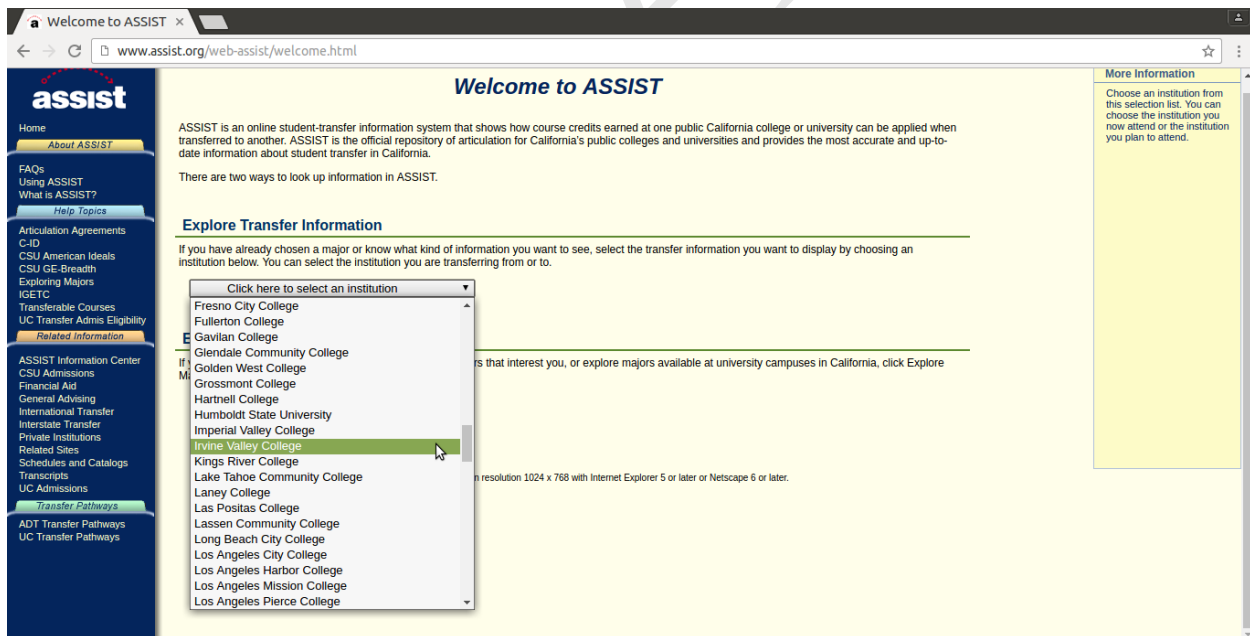 Welcome to ASSIST ×
www.assist.org/web-assist/welcome.html
assist
Home
About ASSIST
FAQs
Using ASSIST
What is ASSIST?
Help Topics
Articulation Agreements
C-ID
CSU American Ideals
CSU GE-Breadth
Exploring Majors
IGETC
Transferable Courses
UC Transfer Admis Eligibility
Related Information
ASSIST Information Center
CSU Admissions
Financial Aid
General Advising
International Transfer
Interstate Transfer
Private Institutions
Related Sites
Schedules and Catalogs
Transcripts
UC Admissions
Transfer Pathways
ADT Transfer Pathways
UC Transfer Pathways
Welcome to ASSIST
ASSIST is an online student-transfer information system that shows how course credits earned at one public California college or university can be applied when
transferred to another. ASSIST is the official repository of articulation for California's public colleges and universities and provides the most accurate and up-to-
date information about student transfer in California.
There are two ways to look up information in ASSIST.
Explore Transfer Information
If you have already chosen a major or know what kind of information you want to see, select the transfer information you want to display by choosing an
institution below. You can select the institution you are transferring from or to.
Click here to select an institution
Fresno City College
Fullerton College
Gavilan College
Glendale Community College
Golden West College
Grossmont College
Hartnell College
Humboldt State University
Imperial Valley College
Irvine Valley College
Kings River College
Lake Tahoe Community College
Laney College
Las Positas College
Lassen Community College
Long Beach City College
Los Angeles City College
Los Angeles Harbor College
Los Angeles Mission College
Los Angeles Pierce College
E
If
that interest you, or explore majors available at university campuses in California, click Explore
resolution 1024 x 768 with Internet Explorer 5 or later or Netscape 6 or later.
More Information
Choose an institution from
this selection list. You can
choose the institution you
now attend or the institution
you plan to attend.